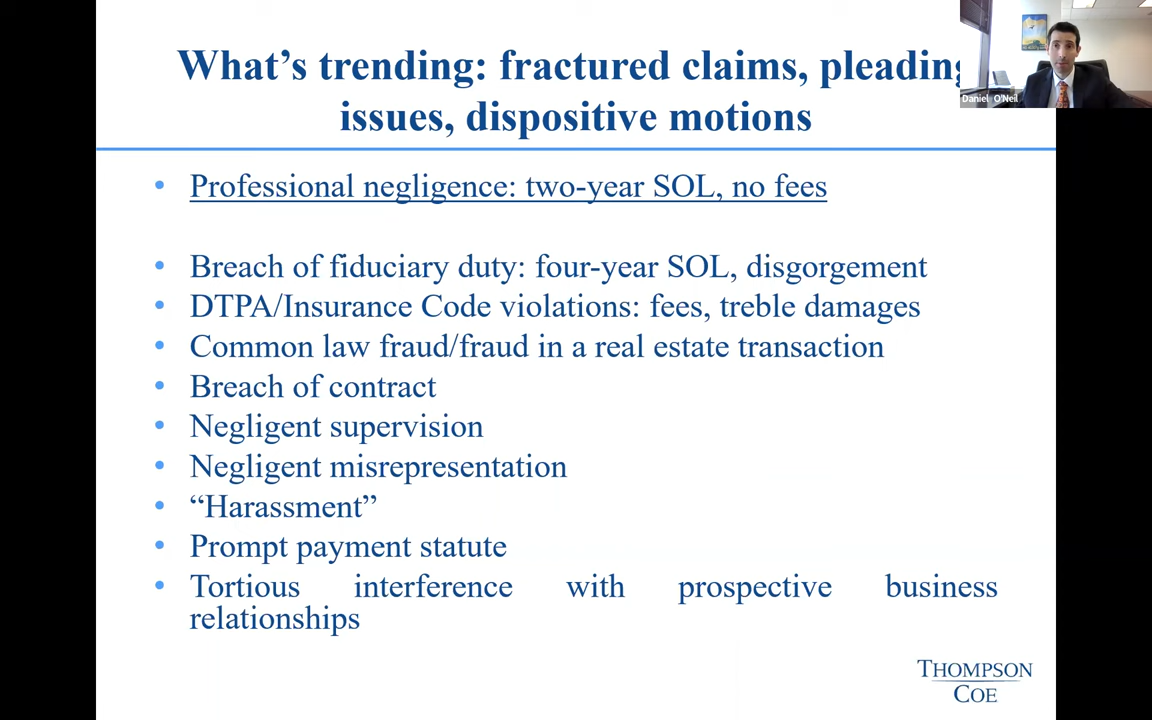 What’s trending: fractured claims, pleading
issues, dispositive motions
Daniel O'Neil
• Professional negligence: two-year SOL, no fees
• Breach of fiduciary duty: four-year SOL, disgorgement
• DTPA/Insurance Code violations: fees, treble damages
• Common law fraud/fraud in a real estate transaction
• Breach of contract
• Negligent supervision
• Negligent misrepresentation
• “Harassment”
• Prompt payment statute
• Tortious interference with prospective business
relationships
THOMPSON
COE